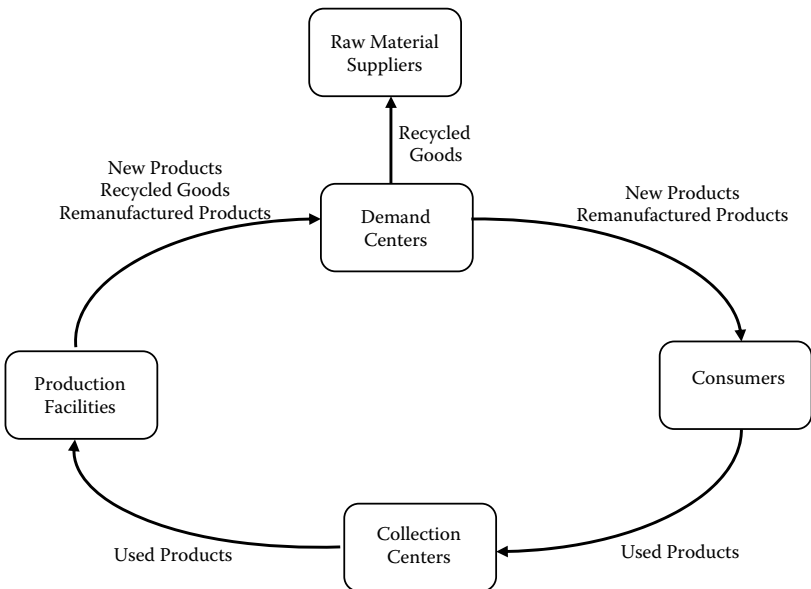 Raw Material
Suppliers
Recycled
Goods
New Products
Recycled Goods
Remanufactured Products
Demand
Centers
New Products
Remanufactured Products
Production
Facilities
Consumers
Used Products
Collection
Centers
Used Products